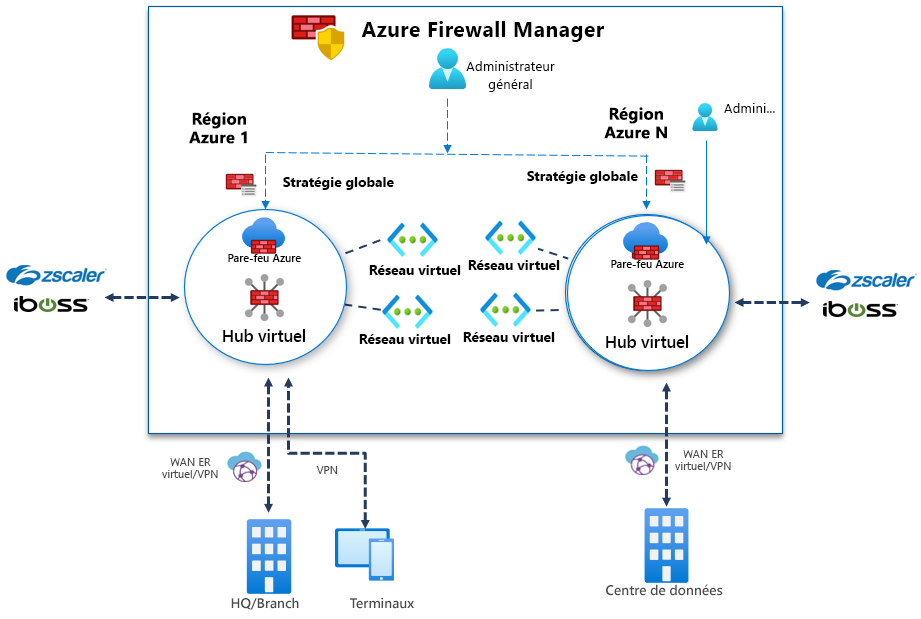 Azure Firewall Manager
Administrateur
général
Région
Azure 1
Région
Azure N
Admini...
Stratégie globale
Stratégie globale
Pare-feu Azure
Hub virtuel
Réseau virtuel
Réseau virtuel
Réseau virtuel
Réseau virtuel
Pare-feu Azure
Hub virtuel
zscaler
iboss
zscaler
iboss
WAN ER
virtuel/VPN
VPN
WAN ER
virtuel/VPN
HQ/Branch
Terminaux
Centre de données